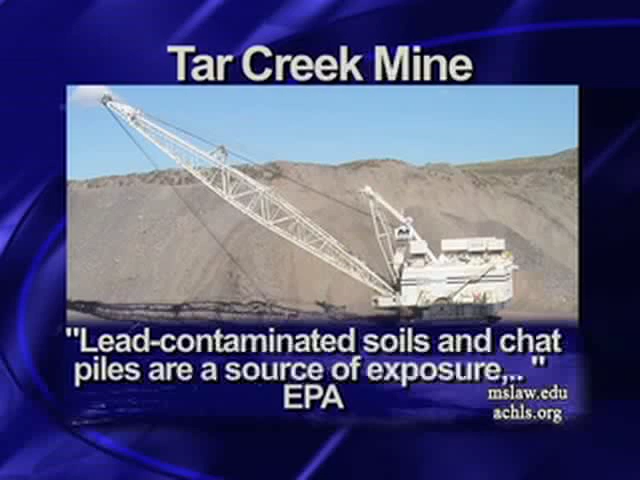 Tar Creek Mine
"Lead-contaminated soils and chat
piles are a source of exposure,.. "
EPA
mslaw.edu
achls.org